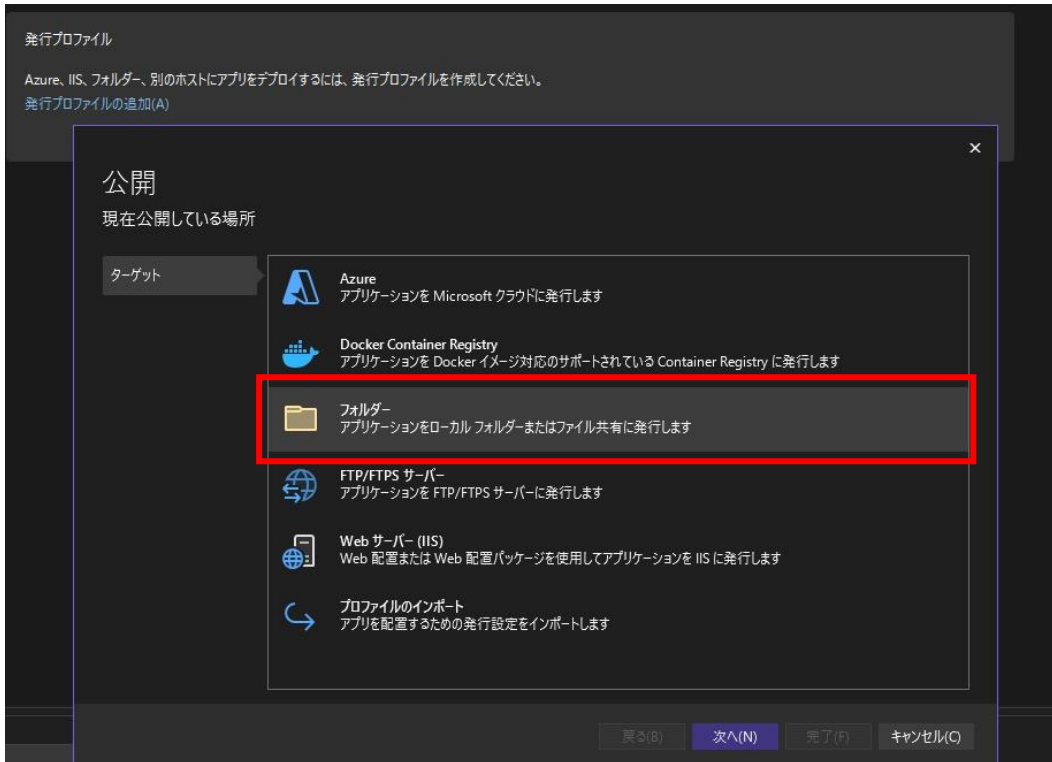 発行プロファイル
Azure、IIS、フォルダー、別のホストにアプリをデプロイするには、発行プロファイルを作成してください。
発行プロファイルの追加(A)
公開
現在公開している場所
ターゲット
Azure
アプリケーションを Microsoft クラウドに発行します
Docker Container Registry
アプリケーションを Docker イメージ対応のサポートされている Container Registry に発行します
フォルダー
アプリケーションをローカル フォルダーまたはファイル共有に発行します
FTP/FTPS サーバー
アプリケーションを FTP/FTPS サーバーに発行します
Web サーバー (IIS)
Web 配置または Web 配置パッケージを使用してアプリケーションを IIS に発行します
プロファイルのインポート
アプリを配置するための発行設定をインポートします
戻る(B) 次へ(N) 完了(F) キャンセル(C)